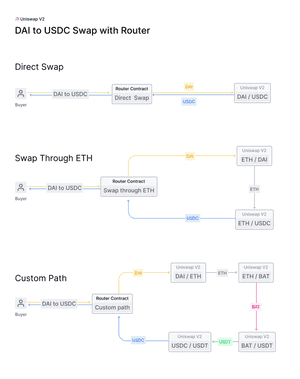 Uniswap V2
DAI to USDC Swap with Router
Direct Swap
Buyer
DAI to USDC
Router Contract
Direct Swap
DAI
USDC
Uniswap V2
DAI / USDC
Swap Through ETH
Buyer
DAI to USDC
Router Contract
Swap through ETH
DAI
Uniswap V2
ETH / DAI
ETH
USDC
Uniswap V2
ETH / USDC
Custom Path
Buyer
DAI to USDC
Router Contract
Custom path
DAI
Uniswap V2
DAI / ETH
ETH
Uniswap V2
ETH / BAT
BAT
USDC
Uniswap V2
USDC / USDT
USDT
Uniswap V2
BAT / USDT